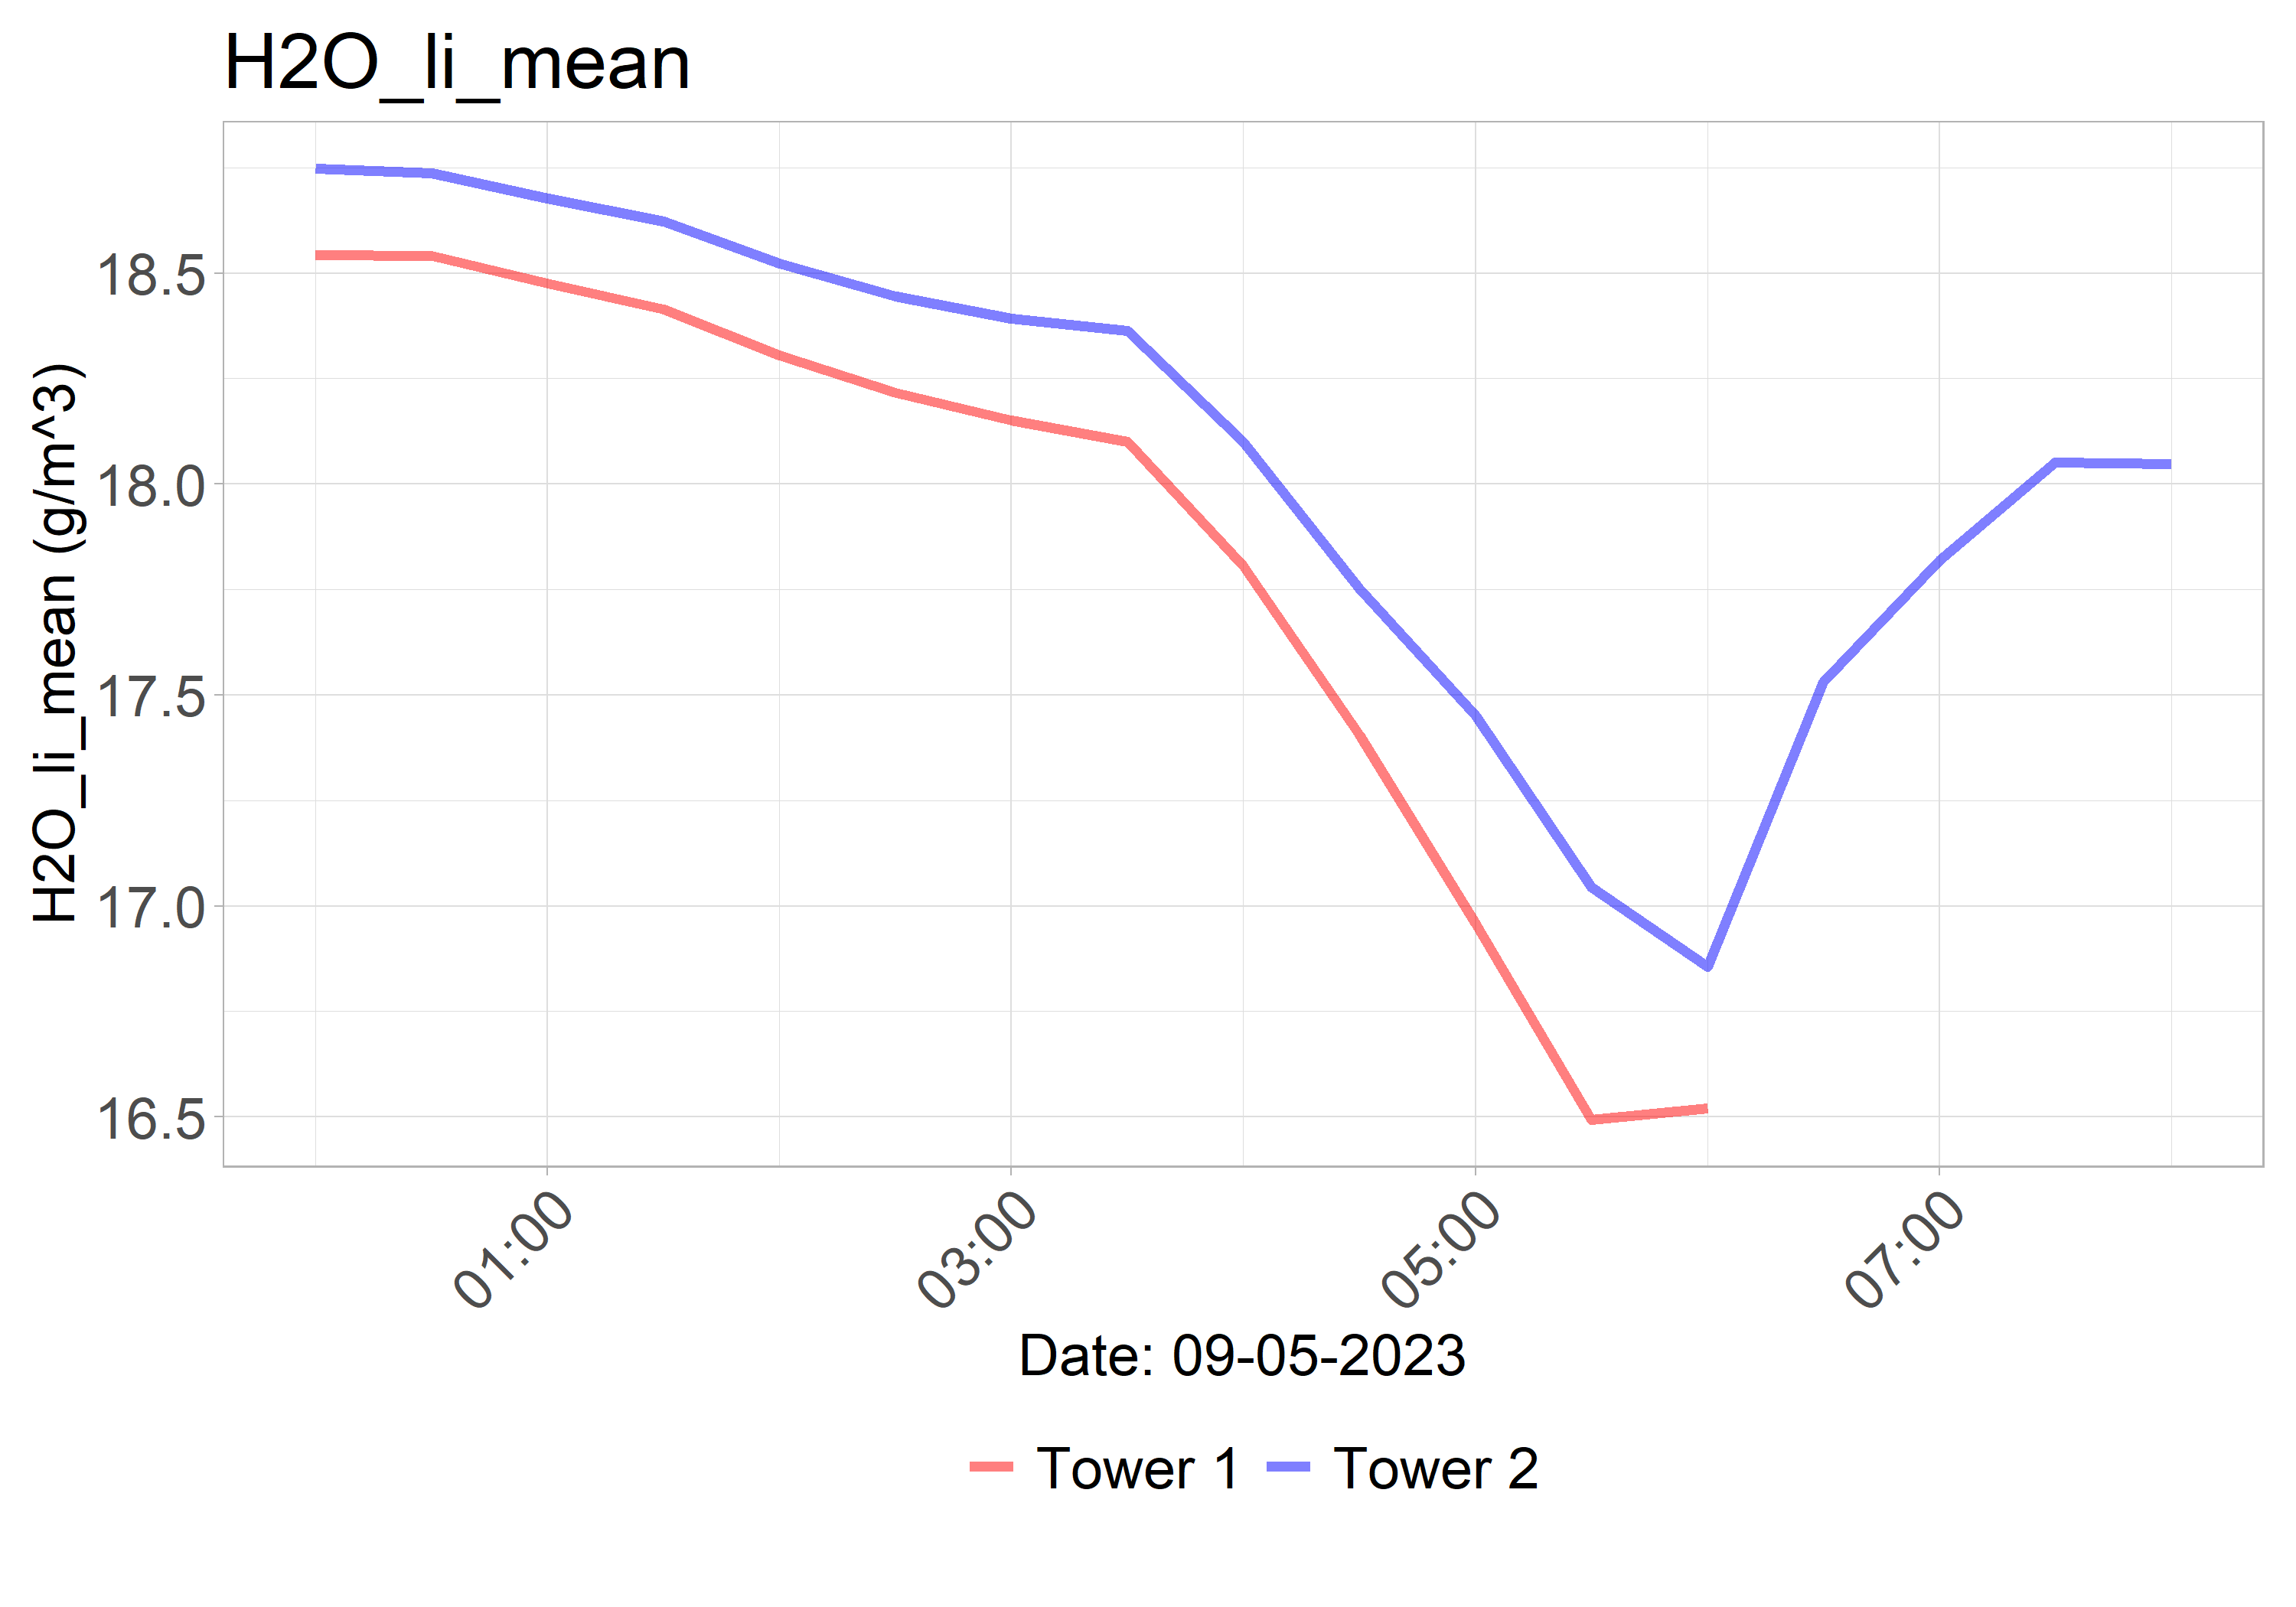 H2O_li_mean
H2O_li_mean (g/m^3)
18.5
18.0
17.5
17.0
16.5
01:00
03:00
05:00
07:00
Date: 09-05-2023
Tower 1
Tower 2